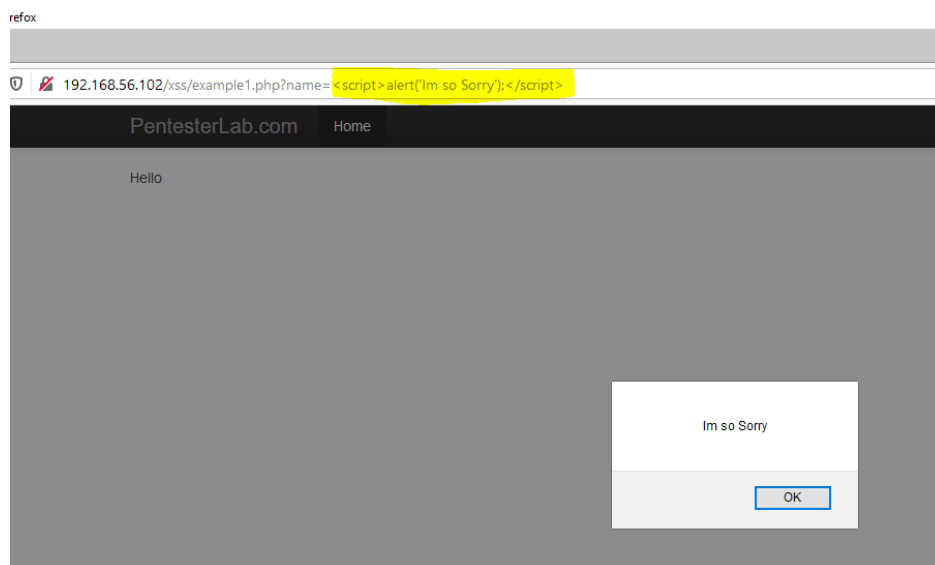 refox
192.168.56.102/xss/example1.php?name=<script>alert('Im so Sorry');</script>
PentesterLab.com Home
Hello
Im so Sorry
OK